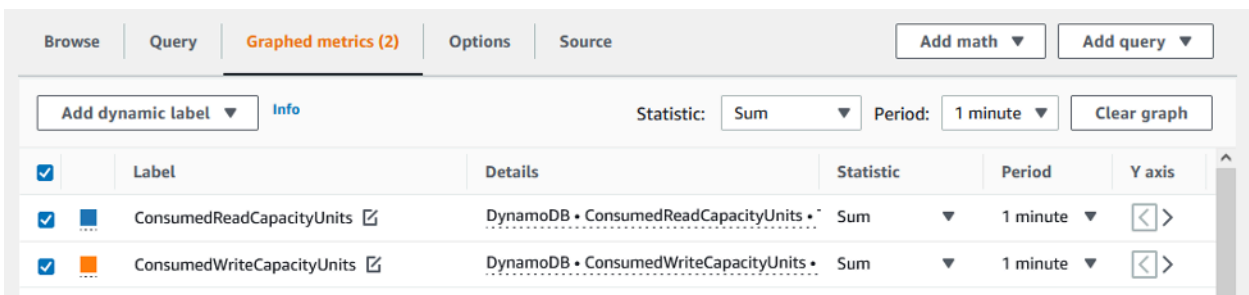 Browse Query Graphed metrics (2) Options Source Add math ▼ Add query ▼
Add dynamic label ▼ Info Statistic: Sum ▼ Period: 1 minute ▼ Clear graph
Label Details Statistic Period Y axis
ConsumedReadCapacityUnits DynamoDB • ConsumedReadCapacityUnits • Sum ▼ 1 minute ▼ < >
ConsumedWriteCapacityUnits DynamoDB • ConsumedWriteCapacityUnits • Sum ▼ 1 minute ▼ < >